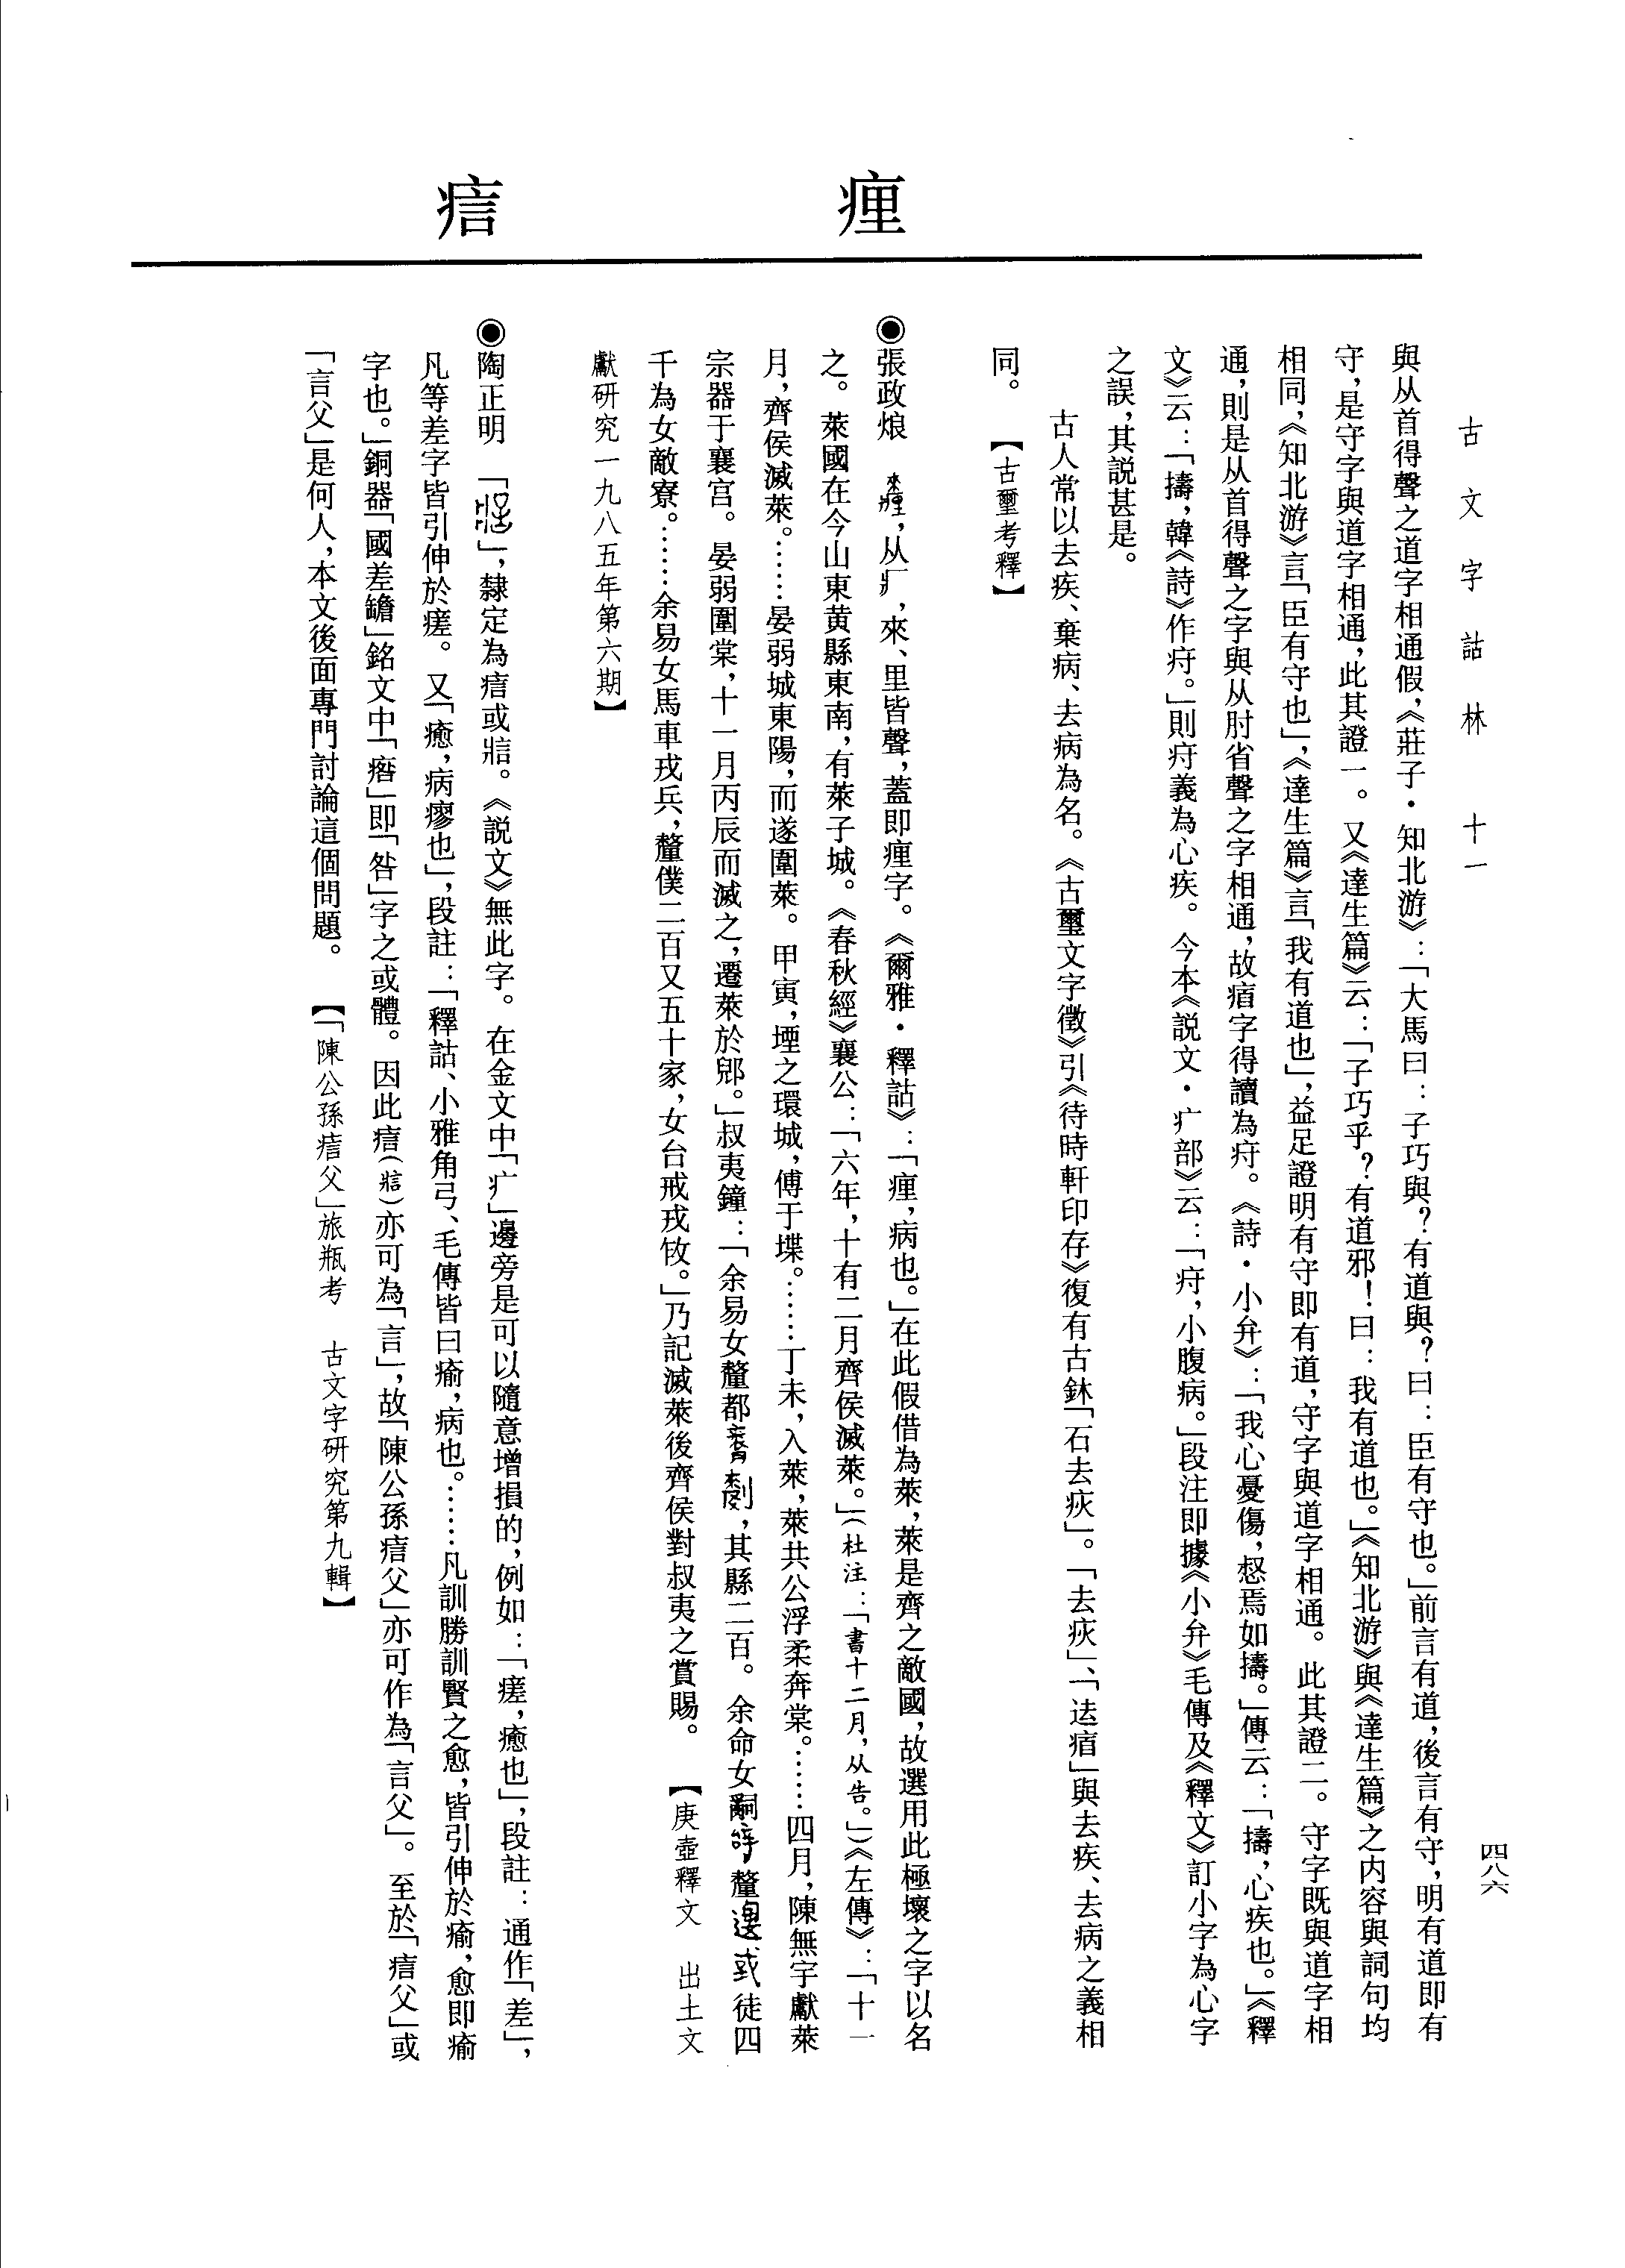 古文字詁林 十一
四八六
與从首得聲之道字相通假，《莊子·知北游》：「大馬曰：子巧與？有道與？曰：臣有守也。」前言有道，後言有守，明有道即有
守，是守字與道字相通，此其證一。又《達生篇》云：「子巧乎？有道邪！曰：我有道也。」《知北游》與《達生篇》之内容與詞句均
相同，《知北游》言「臣有守也」，《達生篇》言「我有道也」，益足證明有守即有道，守字與道字相通。此其證二。守字既與道字相
通，則是从首得聲之字與从肘省聲之字相通，故㾑字得讀為疛。《詩·小弁》：「我心憂傷，惄焉如擣。」傳云：「擣，心疾也。」《釋
文》云：「擣，韓《詩》作疛。」則疛義為心疾。今本《説文·疒部》云：「疛，小腹病。」段注即據《小弁》毛傳及《釋文》訂小字為心字
之誤，其説甚是。
古人常以去疾、棄病、去病為名。《古璽文字徵》引《待時軒印存》復有古鉥「石去疢」。「去疢」、「迲㾑」與去疾、去病之義相
同。 【古璽考釋】
瘽
◉張政烺 ，从疒，來、里皆聲，蓋即㾖字。《爾雅·釋詁》：「㾖，病也。」在此假借為萊，萊是齊之敵國，故選用此極壞之字以名
之。萊國在今山東黄縣東南，有萊子城。《春秋經》襄公：「六年，十有二月齊侯滅萊。」（杜注：「書十二月，从告。」）《左傳》：「十一
月，齊侯滅萊。……晏弱城東陽，而遂圍萊。甲寅，堙之環城，傅于堞。……丁未，入萊，萊共公浮柔奔棠。……四月，陳無宇獻萊
宗器于襄宫。晏弱圍棠，十一月丙辰而滅之，遷萊於郳。」叔夷鐘：「余易女釐都 ，其縣二百。余命女嗣 釐 或徒四
千為女敵寮。……余易女馬車戎兵，釐僕二百又五十家，女台戒戎攸。」乃記滅萊後齊侯對叔夷之賞賜。 【庚壺釋文 出土文
獻研究一九八五年第六期】
㾪
◉陶正明 「 」，隸定為㾪或 。《説文》無此字。在金文中「疒」邊旁是可以隨意增損的，例如：「瘥，癒也」，段註：通作「差」，
凡等差字皆引伸於瘥。又「癒，病瘳也」，段註：「釋詁、小雅角弓、毛傳皆曰瘉，病也。……凡訓勝訓賢之愈，皆引伸於瘉，愈即瘉
字也。」銅器「國差𦉜」銘文中「㾞」即「咎」字之或體。因此㾪（ ）亦可為「言」，故「陳公孫㾪父」亦可作為「言父」。至於「㾪父」或
「言父」是何人，本文後面專門討論這個問題。 【「陳公孫㾪父」旅瓶考 古文字研究第九輯】